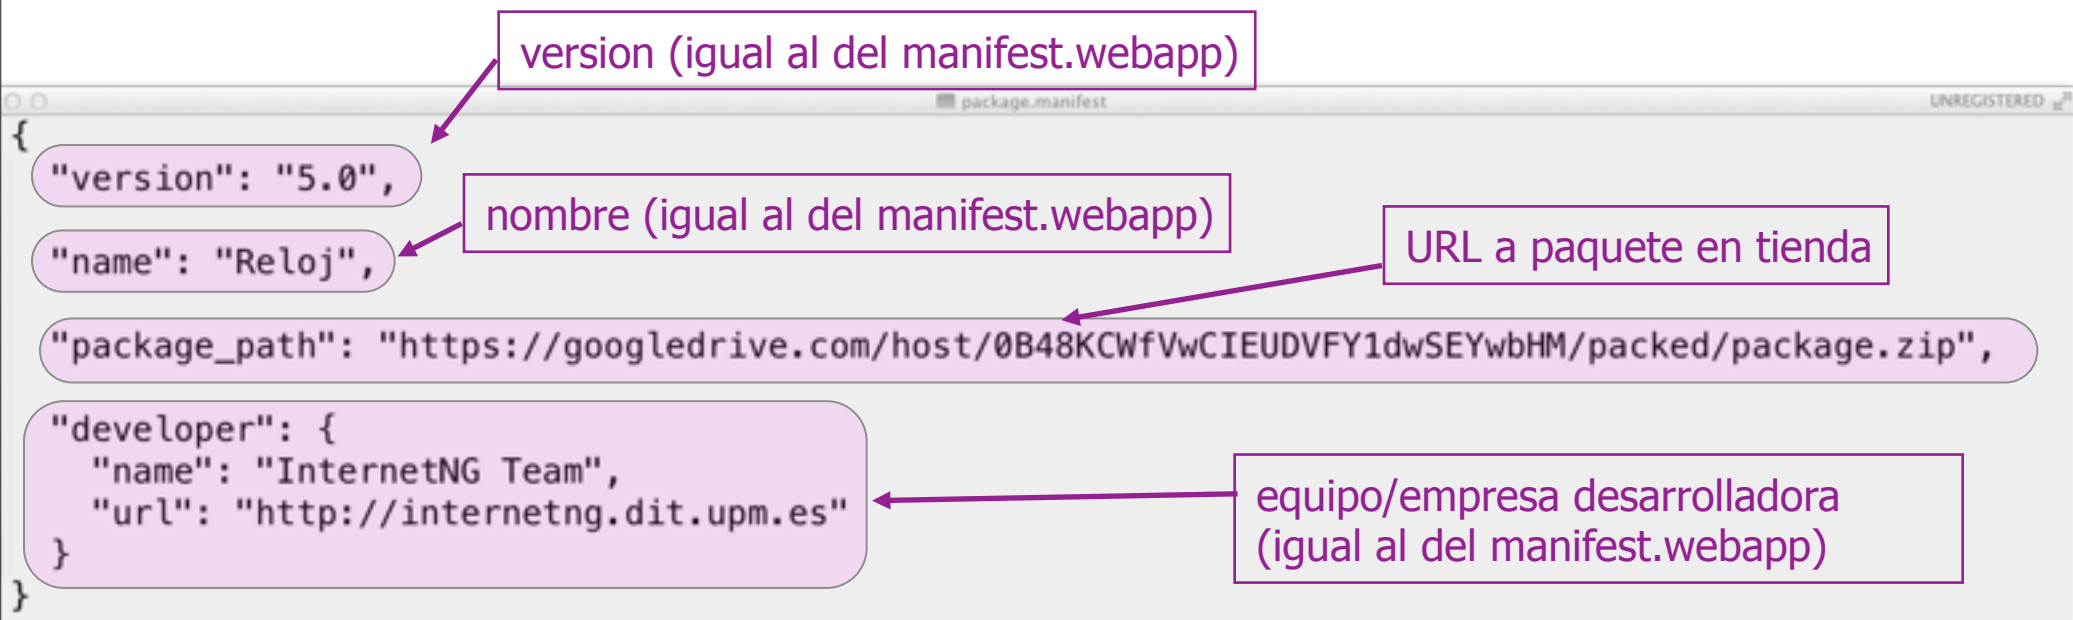 version (igual al del manifest.webapp)
package.manifest
UNREGISTERED
{
"version": "5.0",
nombre (igual al del manifest.webapp)
"name": "Reloj",
URL a paquete en tienda
"package_path": "https://googledrive.com/host/0B48KCWfVwCIEUDVFY1dwSEYwbHM/packed/package.zip",
"developer": {
"name": "InternetNG Team",
"url": "http://internetng.dit.upm.es"
}
equipo/empresa desarrolladora
(igual al del manifest.webapp)
}